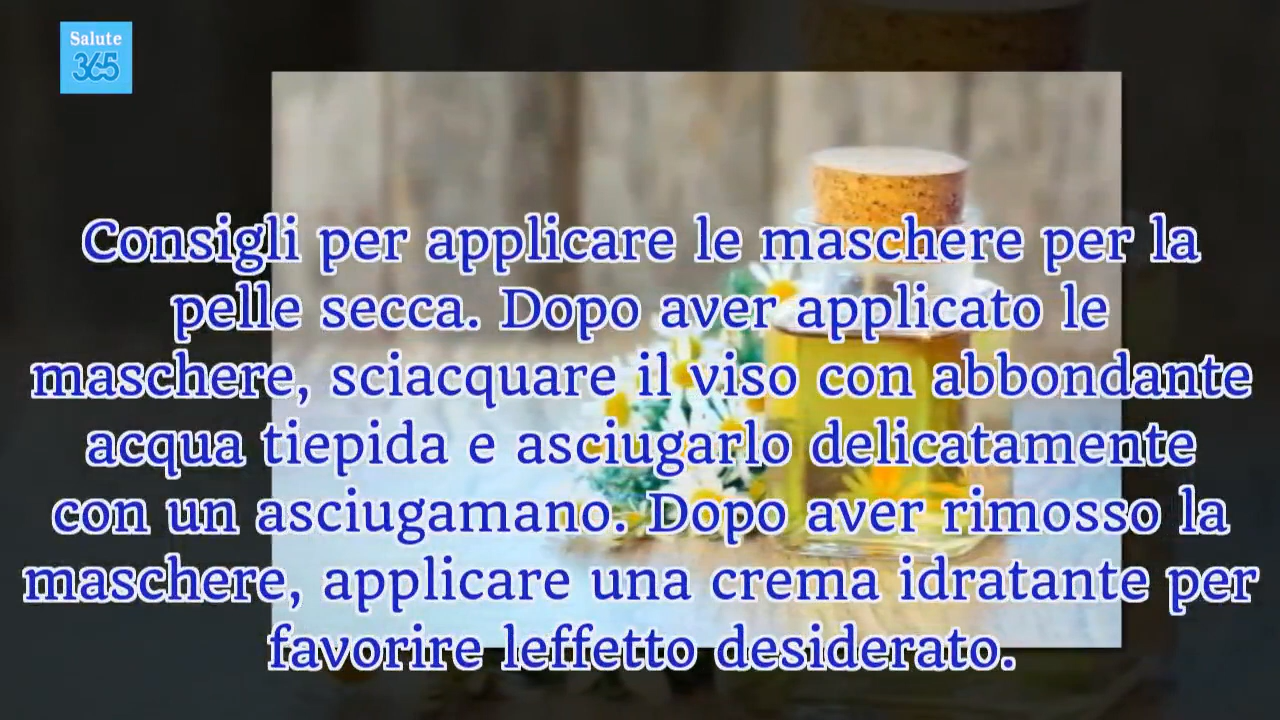 Salute
365
Consigli per applicare le maschere per la
pelle secca. Dopo aver applicato le
maschere, sciacquare il viso con abbondante
acqua tiepida e asciugarlo delicatamente
con un asciugamano. Dopo aver rimosso la
maschere, applicare una crema idratante per
favorire leffetto desiderato.